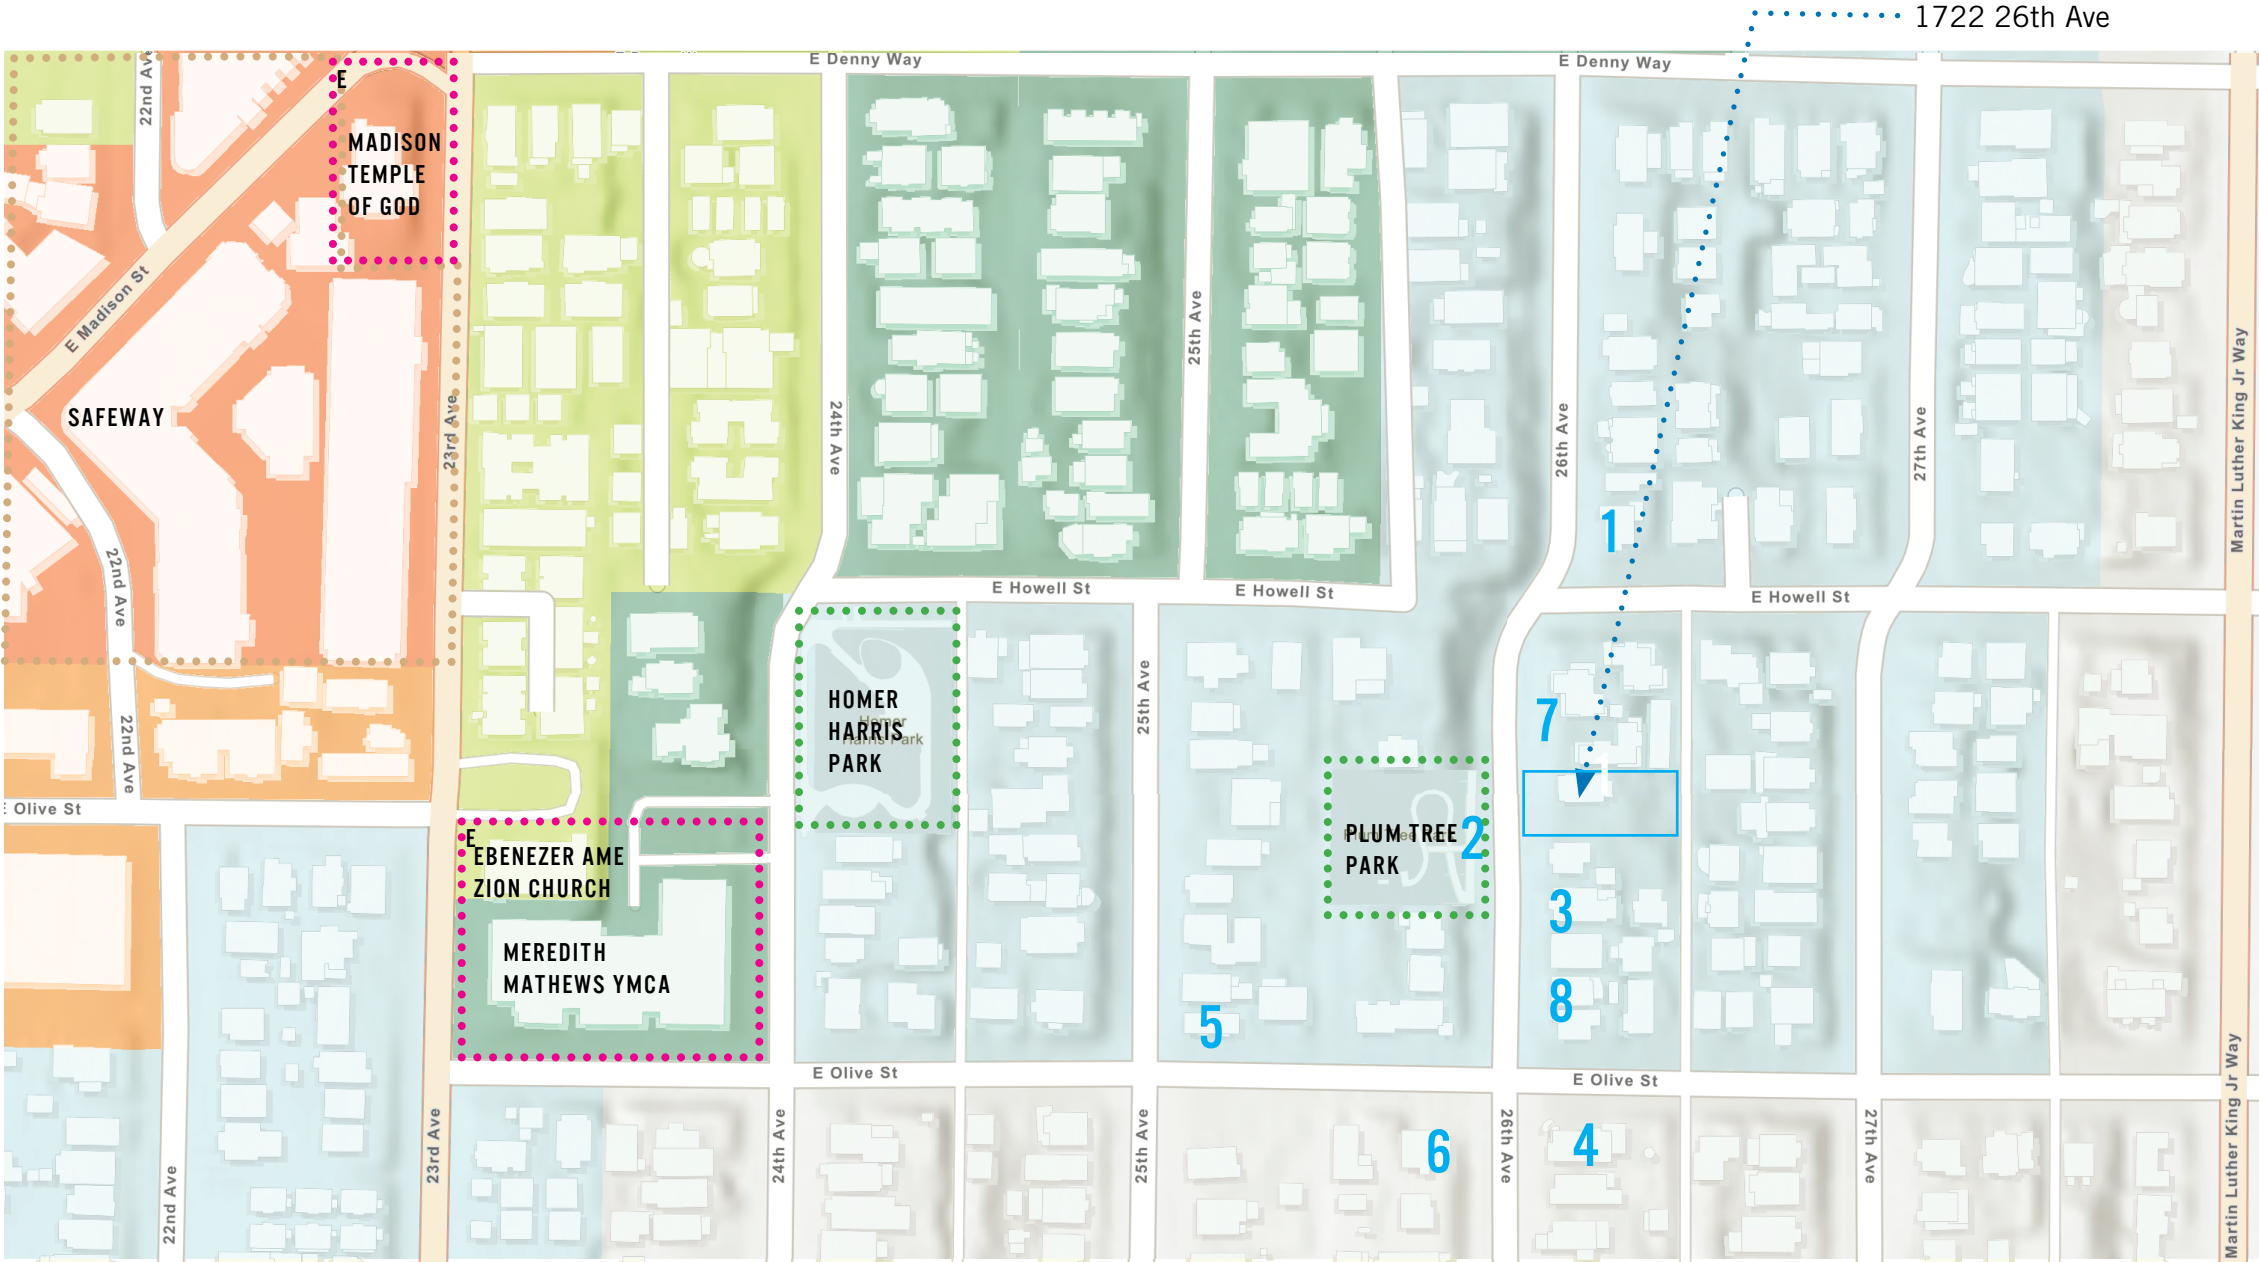 1722 26th Ave
E Denny Way
E Denny Way
22nd Ave
E
MADISON
TEMPLE
OF GOD
E Madison St
SAFEWAY
23rd Ave
24th Ave
25th Ave
26th Ave
27th Ave
Martin Luther King Jr Way
1
22nd Ave
E Howell St
E Howell St
E Howell St
HOMER
HARRIS
PARK
Homer
Harris Park
25th Ave
7
22nd Ave
E Olive St
E
EBENEZER AME
ZION CHURCH
PLUM TREE
PARK
2
3
MEREDITH
MATHEWS YMCA
8
5
E Olive St
E Olive St
22nd Ave
23rd Ave
24th Ave
25th Ave
6
26th Ave
4
27th Ave
Martin Luther King Jr Way